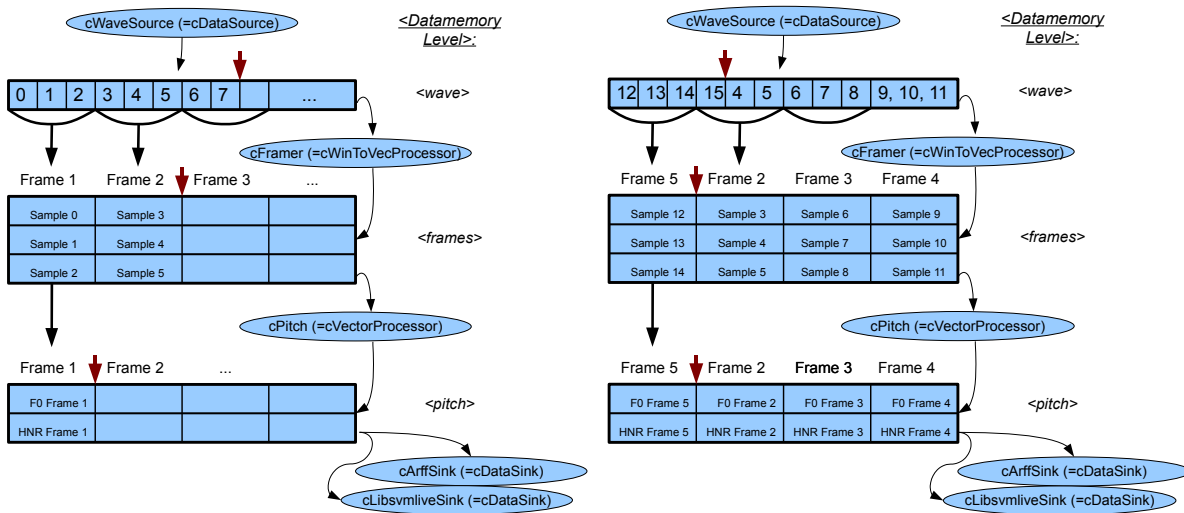 cWaveSource (=cDataSource)
<Datamemory
Level>:
0 1 2 3 4 5 6 7 ...
<wave>
cFramer (=cWinToVecProcessor)
Frame 1 Frame 2 Frame 3 ...
Sample 0 Sample 3
Sample 1 Sample 4
Sample 2 Sample 5
<frames>
cPitch (=cVectorProcessor)
Frame 1 Frame 2 ...
F0 Frame 1
HNR Frame 1
<pitch>
cArffSink (=cDataSink)
cLibsvmliveSink (=cDataSink)
cWaveSource (=cDataSource)
<Datamemory
Level>:
12 13 14 15 4 5 6 7 8 9, 10, 11
<wave>
cFramer (=cWinToVecProcessor)
Frame 5 Frame 2 Frame 3 Frame 4
Sample 12 Sample 3 Sample 6 Sample 9
Sample 13 Sample 4 Sample 7 Sample 10
Sample 14 Sample 5 Sample 8 Sample 11
<frames>
cPitch (=cVectorProcessor)
Frame 5 Frame 2 Frame 3 Frame 4
F0 Frame 5 F0 Frame 2 F0 Frame 3 F0 Frame 4
HNR Frame 5 HNR Frame 2 HNR Frame 3 HNR Frame 4
<pitch>
cArffSink (=cDataSink)
cLibsvmliveSink (=cDataSink)